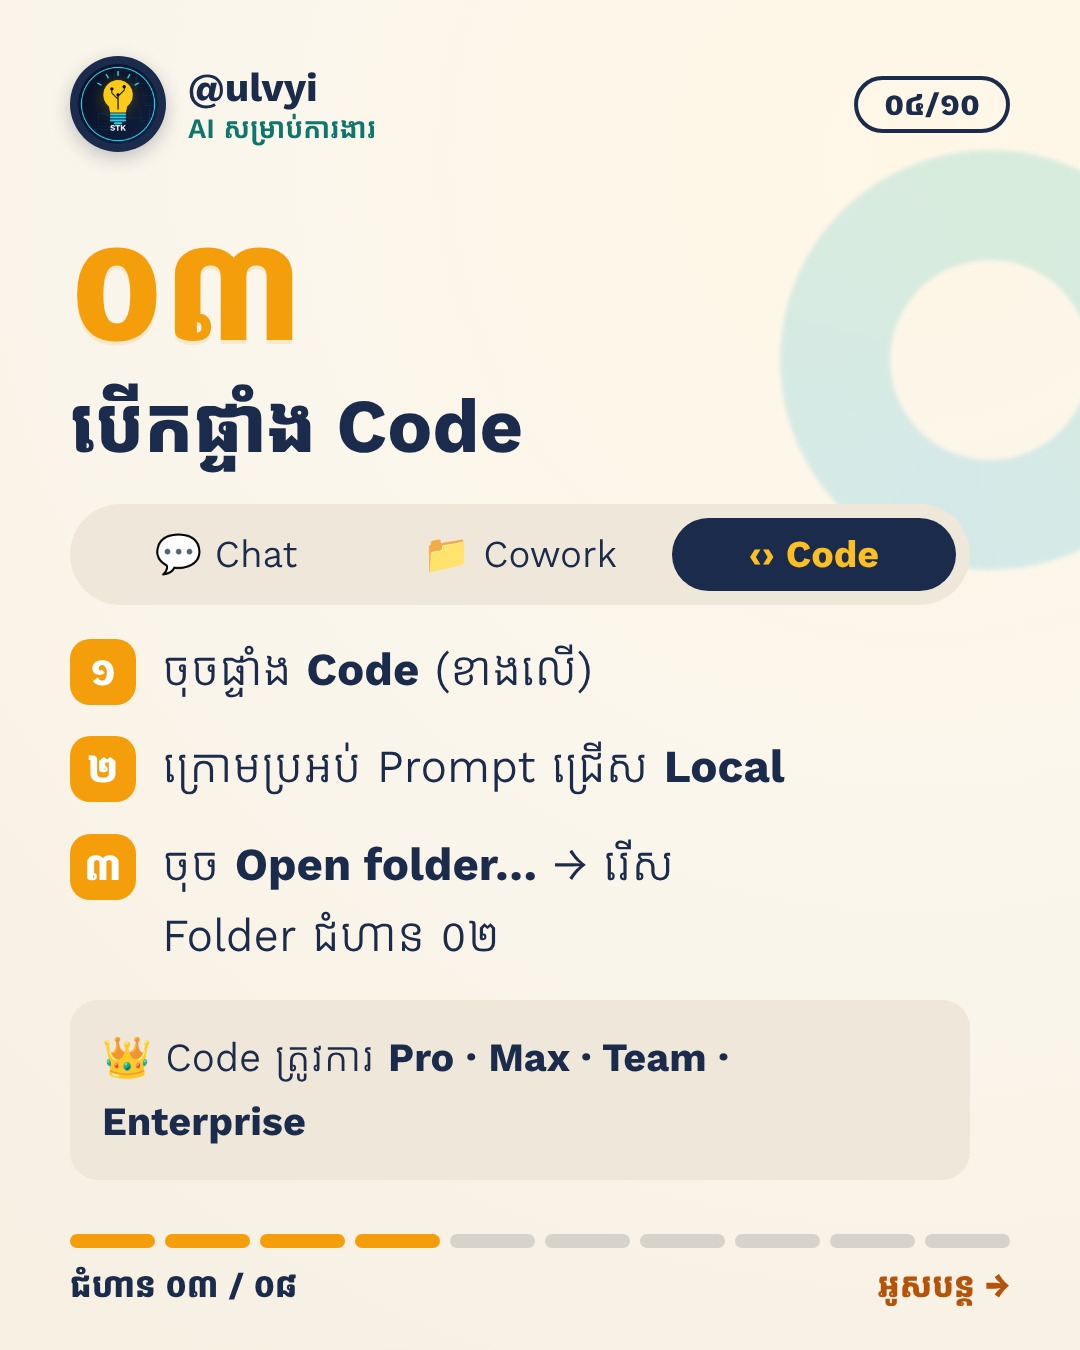 STK
@ulvyi
AI សម្រាប់ការងារ
០៤/១០
០៣
បើកផ្ទាំង Code
💬 Chat
📁 Cowork
‹› Code
១ ចុចផ្ទាំង Code (ខាងលើ)
២ ក្រោមប្រអប់ Prompt ជ្រើស Local
៣ ចុច Open folder... → រើស
Folder ជំហាន ០២
👑 Code ត្រូវការ Pro · Max · Team ·
Enterprise
ជំហាន ០៣ / ០៨
អូសបន្ត →